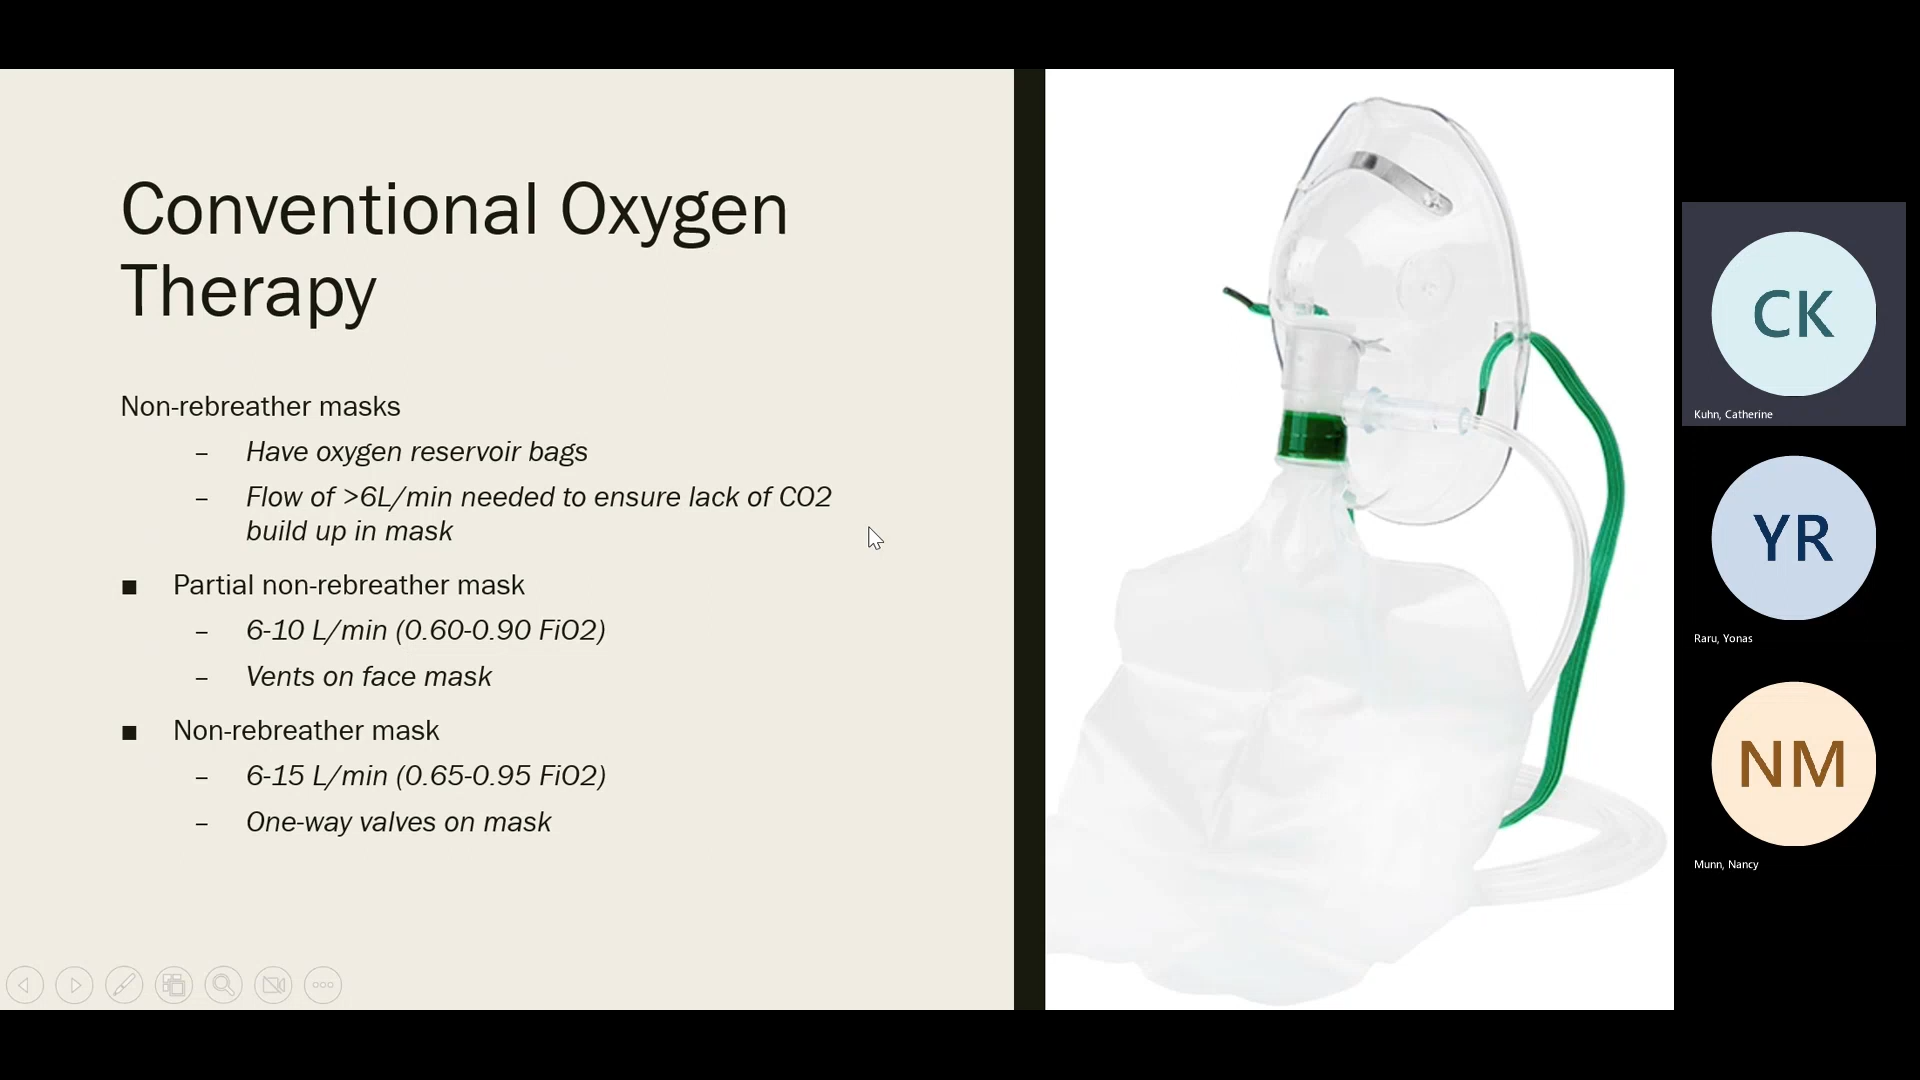 Conventional Oxygen
Therapy
Non-rebreather masks
– Have oxygen reservoir bags
– Flow of >6L/min needed to ensure lack of CO2
build up in mask
■ Partial non-rebreather mask
– 6-10 L/min (0.60-0.90 FiO2)
– Vents on face mask
■ Non-rebreather mask
– 6-15 L/min (0.65-0.95 FiO2)
– One-way valves on mask
CK
Kuhn, Catherine
YR
Raru, Yonas
NM
Munn, Nancy